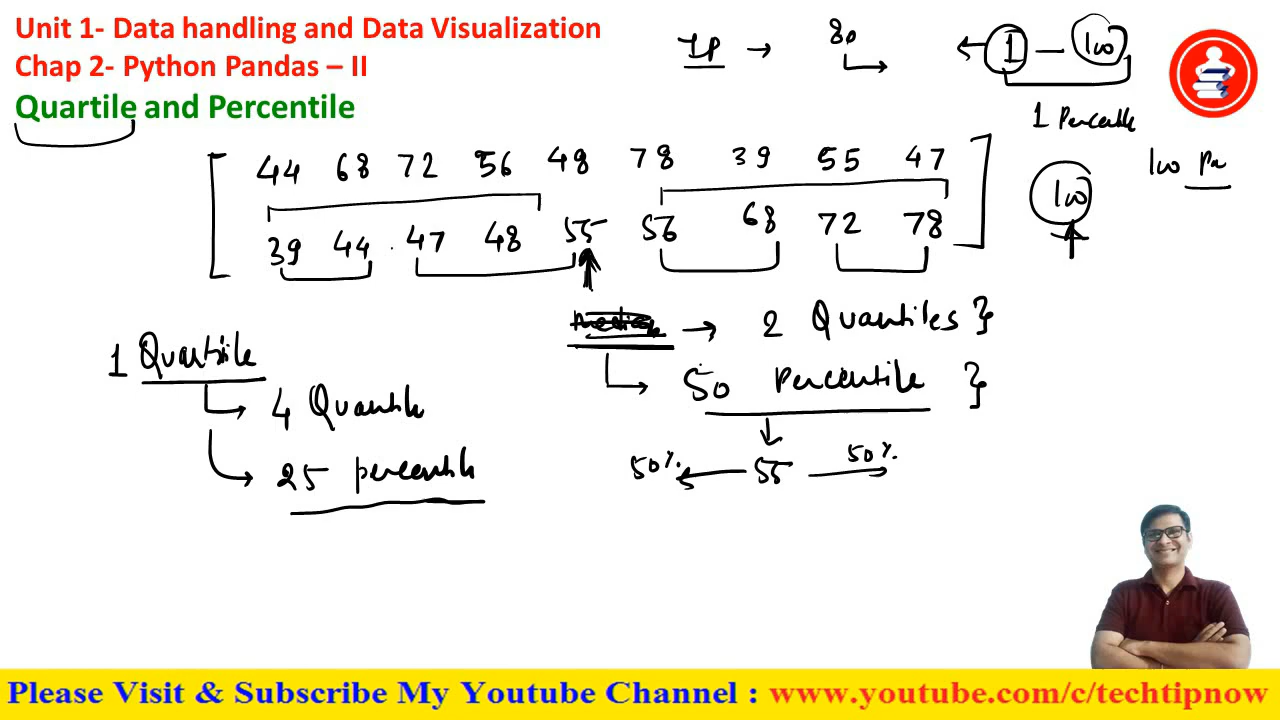 Unit 1- Data handling and Data Visualization
Chap 2- Python Pandas – II
Quartile and Percentile
IP → 80
1 — 100
1 Percentile
100 Pa
100
44 68 72 56 48 78 39 55 47
39 44 47 48 55 56 68 72 78
→ 2 Quantiles }
50 Percentile }
1 Quartile
4 Quantile
25 percentile
50% 55 50%
Please Visit & Subscribe My Youtube Channel : www.youtube.com/c/techtipnow